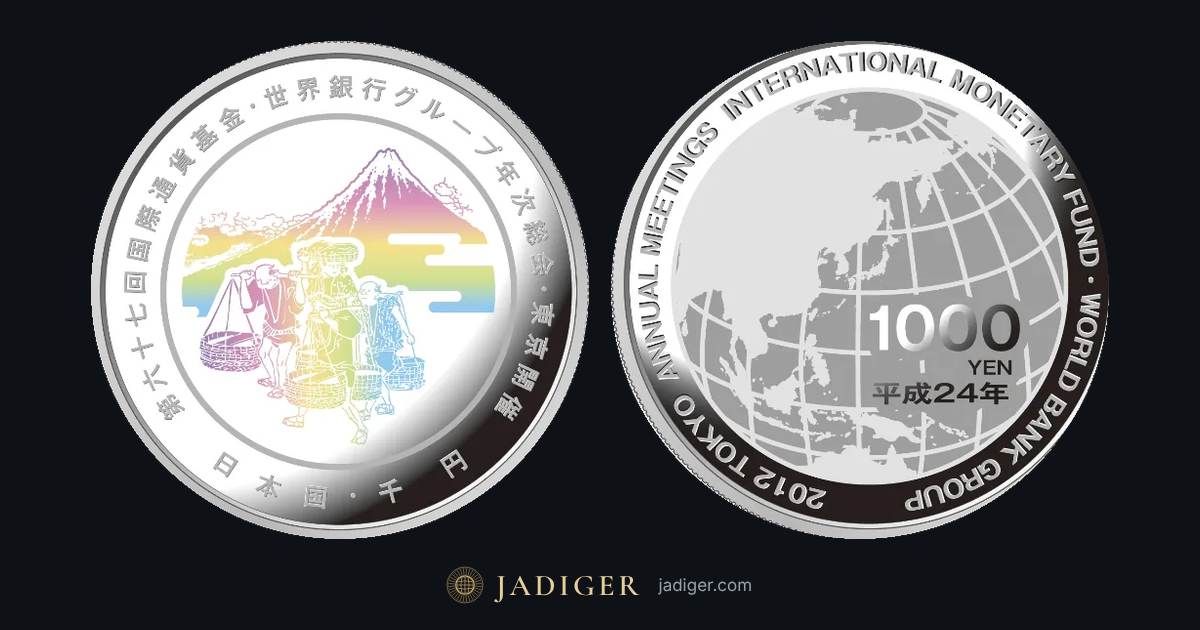 第六十七回国際通貨基金・世界銀行グループ年次総会・東京開催
日本国・千円
2012 TOKYO ANNUAL MEETINGS INTERNATIONAL MONETARY FUND・WORLD BANK GROUP
1000
YEN
平成24年
JADIGER jadiger.com